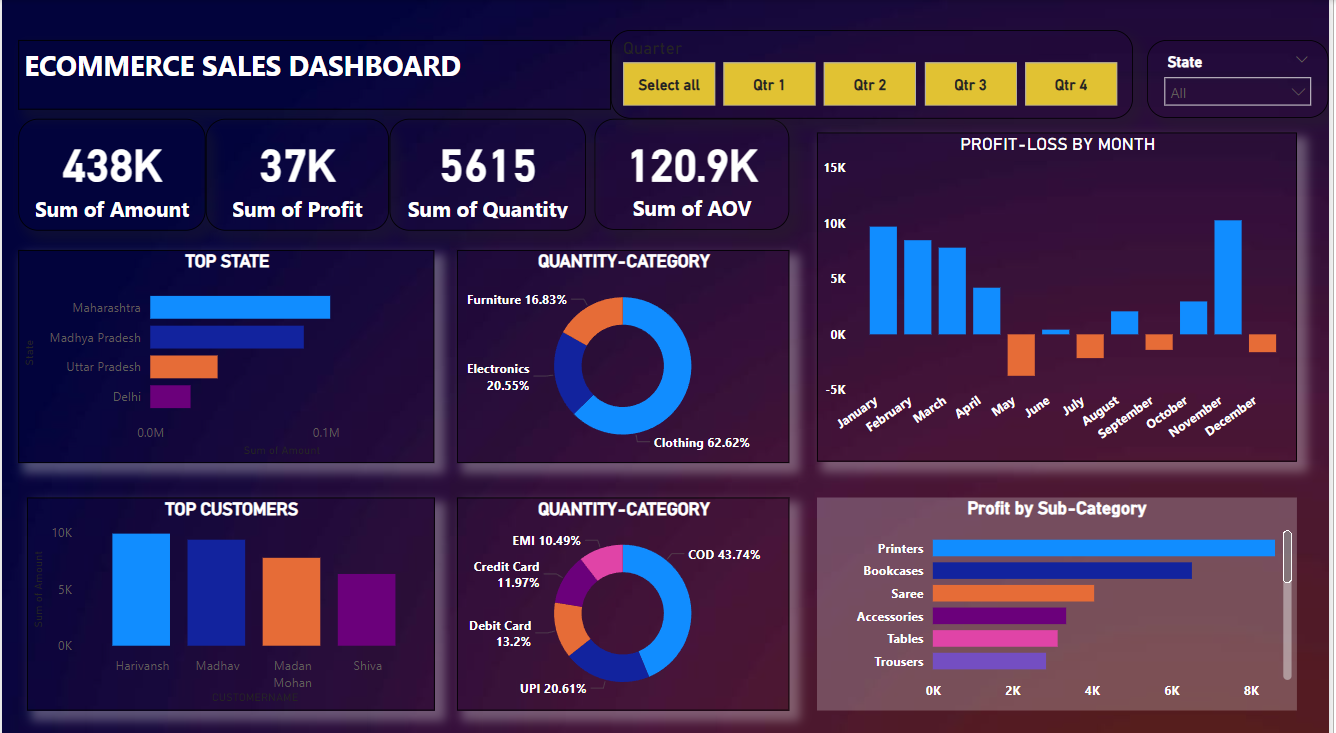 ECOMMERCE SALES DASHBOARD
Quarter
Select all
Qtr 1
Qtr 2
Qtr 3
Qtr 4
State
All
438K
Sum of Amount
37K
Sum of Profit
5615
Sum of Quantity
120.9K
Sum of AOV
PROFIT-LOSS BY MONTH
15K
10K
5K
0K
-5K
January
February
March
April
May
June
July
August
September
October
November
December
TOP STATE
State
Maharashtra
Madhya Pradesh
Uttar Pradesh
Delhi
0.0M
0.1M
Sum of Amount
QUANTITY-CATEGORY
Furniture 16.83%
Electronics
20.55%
Clothing 62.62%
TOP CUSTOMERS
Sum of Amount
10K
5K
0K
Harivansh
Madhav
Madan
Mohan
Shiva
CUSTOMERNAME
QUANTITY-CATEGORY
EMI 10.49%
COD 43.74%
Credit Card
11.97%
Debit Card
13.2%
UPI 20.61%
Profit by Sub-Category
Printers
Bookcases
Saree
Accessories
Tables
Trousers
0K
2K
4K
6K
8K